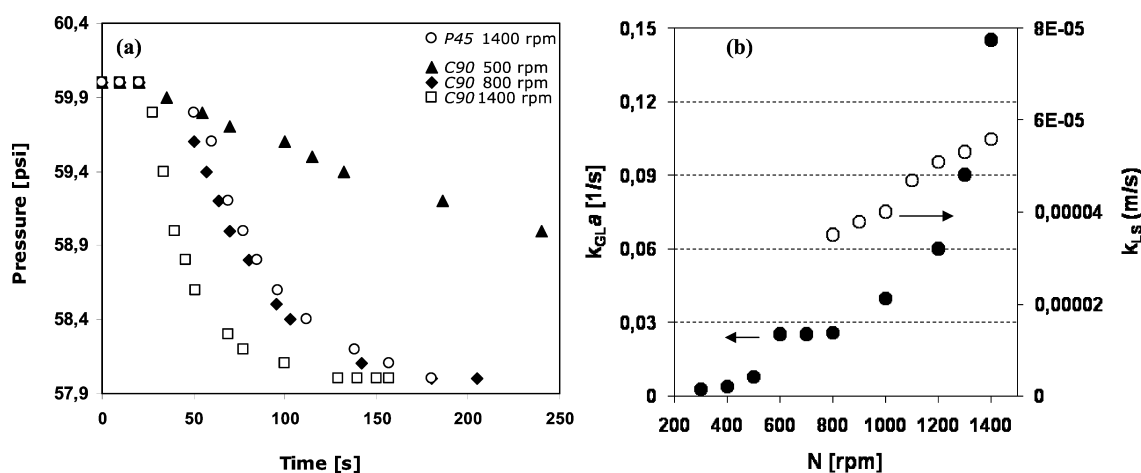 (a)
P45 1400 rpm
C90 500 rpm
C90 800 rpm
C90 1400 rpm
60,4
59,9
59,4
58,9
58,4
57,9
Pressure [psi]
0
50
100
150
200
250
Time [s]
(b)
0,15
0,12
0,09
0,06
0,03
0
kGLa [1/s]
8E-05
6E-05
0,00004
0,00002
0
kLS (m/s)
200
400
600
800
1000
1200
1400
N [rpm]